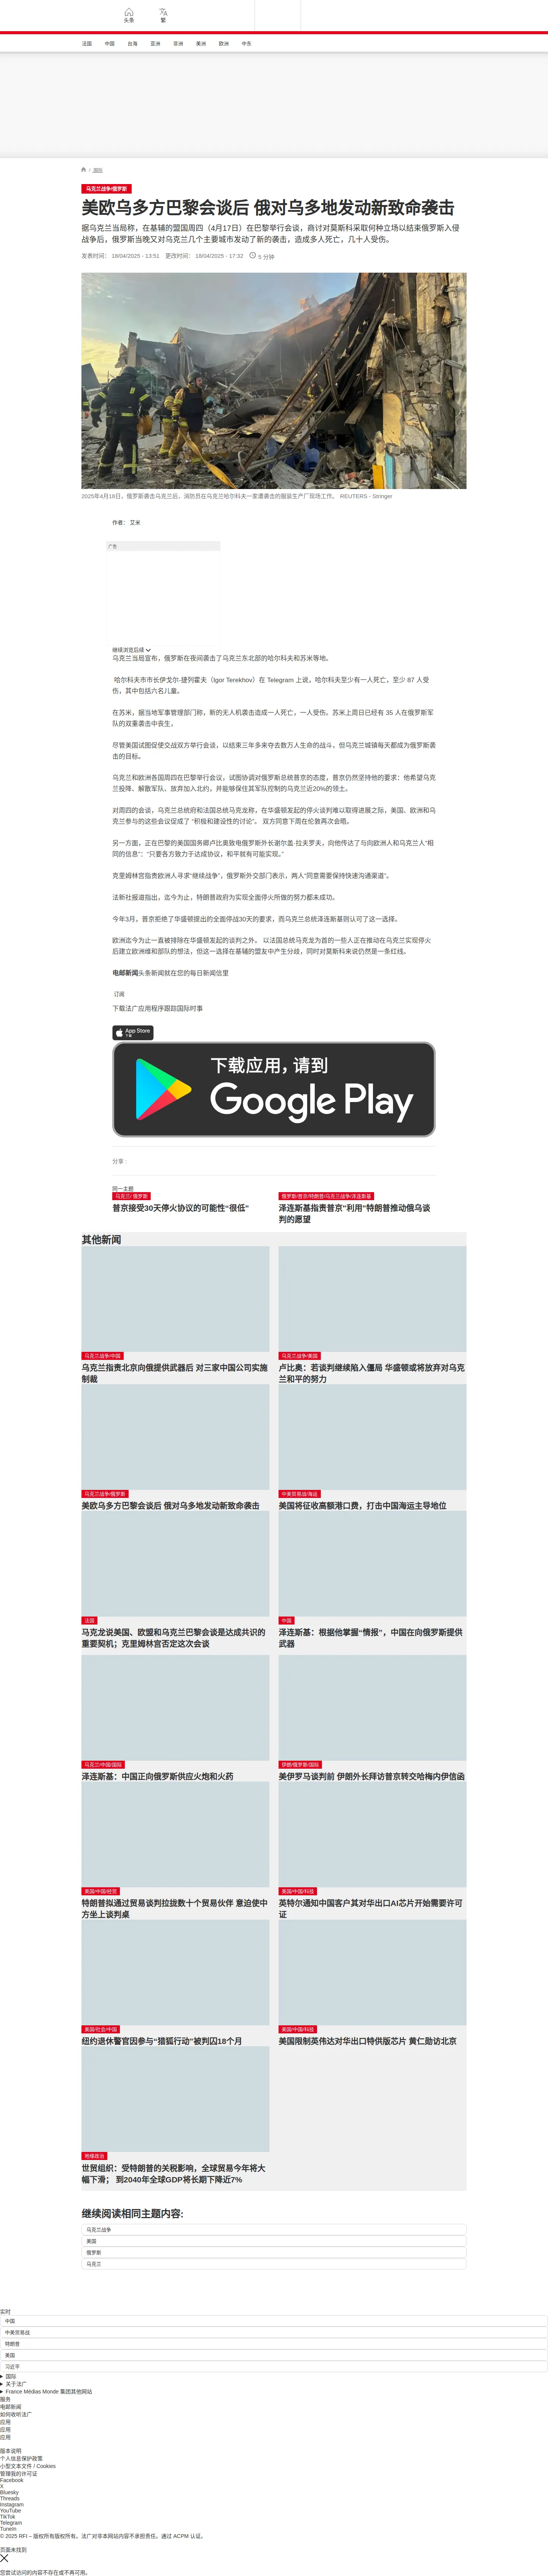 头条
繁
法国 中国 台海 亚洲 非洲 美洲 欧洲 中东
/ 国际
乌克兰战争/俄罗斯
美欧乌多方巴黎会谈后 俄对乌多地发动新致命袭击
据乌克兰当局称，在基辅的盟国周四（4月17日）在巴黎举行会谈，商讨对莫斯科采取何种立场以结束俄罗斯入侵
战争后，俄罗斯当晚又对乌克兰几个主要城市发动了新的袭击，造成多人死亡，几十人受伤。
发表时间： 18/04/2025 - 13:51 更改时间： 18/04/2025 - 17:32 5 分钟
2025年4月18日，俄罗斯袭击乌克兰后，消防员在乌克兰哈尔科夫一家遭袭击的服装生产厂现场工作。 REUTERS - Stringer
作者： 艾米
广告
继续浏览后续
乌克兰当局宣布，俄罗斯在夜间袭击了乌克兰东北部的哈尔科夫和苏米等地。
哈尔科夫市市长伊戈尔-捷列霍夫（Igor Terekhov）在 Telegram 上说，哈尔科夫至少有一人死亡，至少 87 人受
伤，其中包括六名儿童。
在苏米，据当地军事管理部门称，新的无人机袭击造成一人死亡，一人受伤。苏米上周日已经有 35 人在俄罗斯军
队的双重袭击中丧生，
尽管美国试图促使交战双方举行会谈，以结束三年多来夺去数万人生命的战斗，但乌克兰城镇每天都成为俄罗斯袭
击的目标。
乌克兰和欧洲各国周四在巴黎举行会议，试图协调对俄罗斯总统普京的态度，普京仍然坚持他的要求：他希望乌克
兰投降、解散军队、放弃加入北约，并能够保住其军队控制的乌克兰近20%的领土。
对周四的会谈，乌克兰总统府和法国总统马克龙称，在华盛顿发起的停火谈判难以取得进展之际，美国、欧洲和乌
克兰参与的这些会议促成了 “积极和建设性的讨论”。 双方同意下周在伦敦再次会晤。
另一方面，正在巴黎的美国国务卿卢比奥致电俄罗斯外长谢尔盖·拉夫罗夫，向他传达了与向欧洲人和乌克兰人“相
同的信息”：“只要各方致力于达成协议，和平就有可能实现。”
克里姆林宫指责欧洲人寻求“继续战争”，俄罗斯外交部门表示，两人“同意需要保持快速沟通渠道”。
法新社报道指出，迄今为止，特朗普政府为实现全面停火所做的努力都未成功。
今年3月，普京拒绝了华盛顿提出的全面停战30天的要求，而乌克兰总统泽连斯基则认可了这一选择。
欧洲迄今为止一直被排除在华盛顿发起的谈判之外。 以法国总统马克龙为首的一些人正在推动在乌克兰实现停火
后建立欧洲维和部队的想法，但这一选择在基辅的盟友中产生分歧，同时对莫斯科来说仍然是一条红线。
电邮新闻头条新闻就在您的每日新闻信里
订阅
下载法广应用程序跟踪国际时事
App Store
下载应用，请到
Google Play
分享 :
同一主题
乌克兰/ 俄罗斯
普京接受30天停火协议的可能性“很低”
俄罗斯/普京/特朗普/乌克兰战争/泽连斯基
泽连斯基指责普京"利用"特朗普推动俄乌谈
判的愿望
其他新闻
乌克兰战争/中国
乌克兰指责北京向俄提供武器后 对三家中国公司实施
制裁
乌克兰战争/美国
卢比奥：若谈判继续陷入僵局 华盛顿或将放弃对乌克
兰和平的努力
乌克兰战争/俄罗斯
美欧乌多方巴黎会谈后 俄对乌多地发动新致命袭击
中美贸易战/海运
美国将征收高额港口费，打击中国海运主导地位
法国
马克龙说美国、欧盟和乌克兰巴黎会谈是达成共识的
重要契机；克里姆林宫否定这次会谈
中国
泽连斯基：根据他掌握“情报”，中国在向俄罗斯提供
武器
乌克兰/中国/国际
泽连斯基：中国正向俄罗斯供应火炮和火药
伊朗/俄罗斯/国际
美伊罗马谈判前 伊朗外长拜访普京转交哈梅内伊信函
美国/中国/经贸
特朗普拟通过贸易谈判拉拢数十个贸易伙伴 意迫使中
方坐上谈判桌
美国/中国/科技
英特尔通知中国客户其对华出口AI芯片开始需要许可
证
美国/社会/中国
纽约退休警官因参与“猎狐行动”被判囚18个月
美国/中国/科技
美国限制英伟达对华出口特供版芯片 黄仁勋访北京
地缘政治
世贸组织：受特朗普的关税影响，全球贸易今年将大
幅下滑； 到2040年全球GDP将长期下降近7%
继续阅读相同主题内容:
乌克兰战争
美国
俄罗斯
乌克兰
实时
中国
中美贸易战
特朗普
美国
习近平
国际
关于法广
France Médias Monde 集团其他网站
服务
电邮新闻
如何收听法广
应用
应用
应用
版本说明
个人信息保护政策
小型文本文件 / Cookies
管理我的许可证
Facebook
X
Bluesky
Threads
Instagram
YouTube
TikTok
Telegram
TuneIn
© 2025 RFI – 版权所有版权所有。法广对非本网站内容不承担责任。通过 ACPM 认证。
页面未找到
您尝试访问的内容不存在或不再可用。